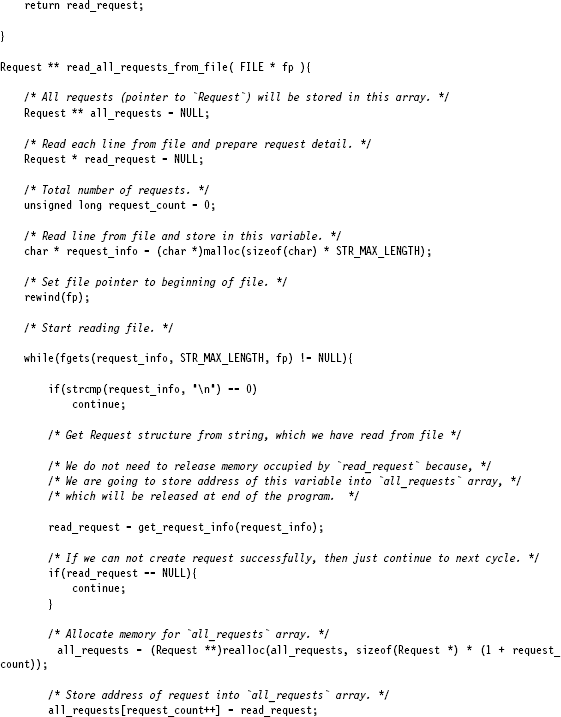 return read_request;
}
Request ** read_all_requests_from_file( FILE * fp ){
/* All requests (pointer to `Request`) will be stored in this array. */
Request ** all_requests = NULL;
/* Read each line from file and prepare request detail. */
Request * read_request = NULL;
/* Total number of requests. */
unsigned long request_count = 0;
/* Read line from file and store in this variable. */
char * request_info = (char *)malloc(sizeof(char) * STR_MAX_LENGTH);
/* Set file pointer to beginning of file. */
rewind(fp);
/* Start reading file. */
while(fgets(request_info, STR_MAX_LENGTH, fp) != NULL){
if(strcmp(request_info, "\n") == 0)
continue;
/* Get Request structure from string, which we have read from file */
/* We do not need to release memory occupied by `read_request` because, */
/* We are going to store address of this variable into `all_requests` array, */
/* which will be released at end of the program.  */
read_request = get_request_info(request_info);
/* If we can not create request successfully, then just continue to next cycle. */
if(read_request == NULL){
continue;
}
/* Allocate memory for `all_requests` array. */
all_requests = (Request **)realloc(all_requests, sizeof(Request *) * (1 + request_
count));
/* Store address of request into `all_requests` array. */
all_requests[request_count++] = read_request;